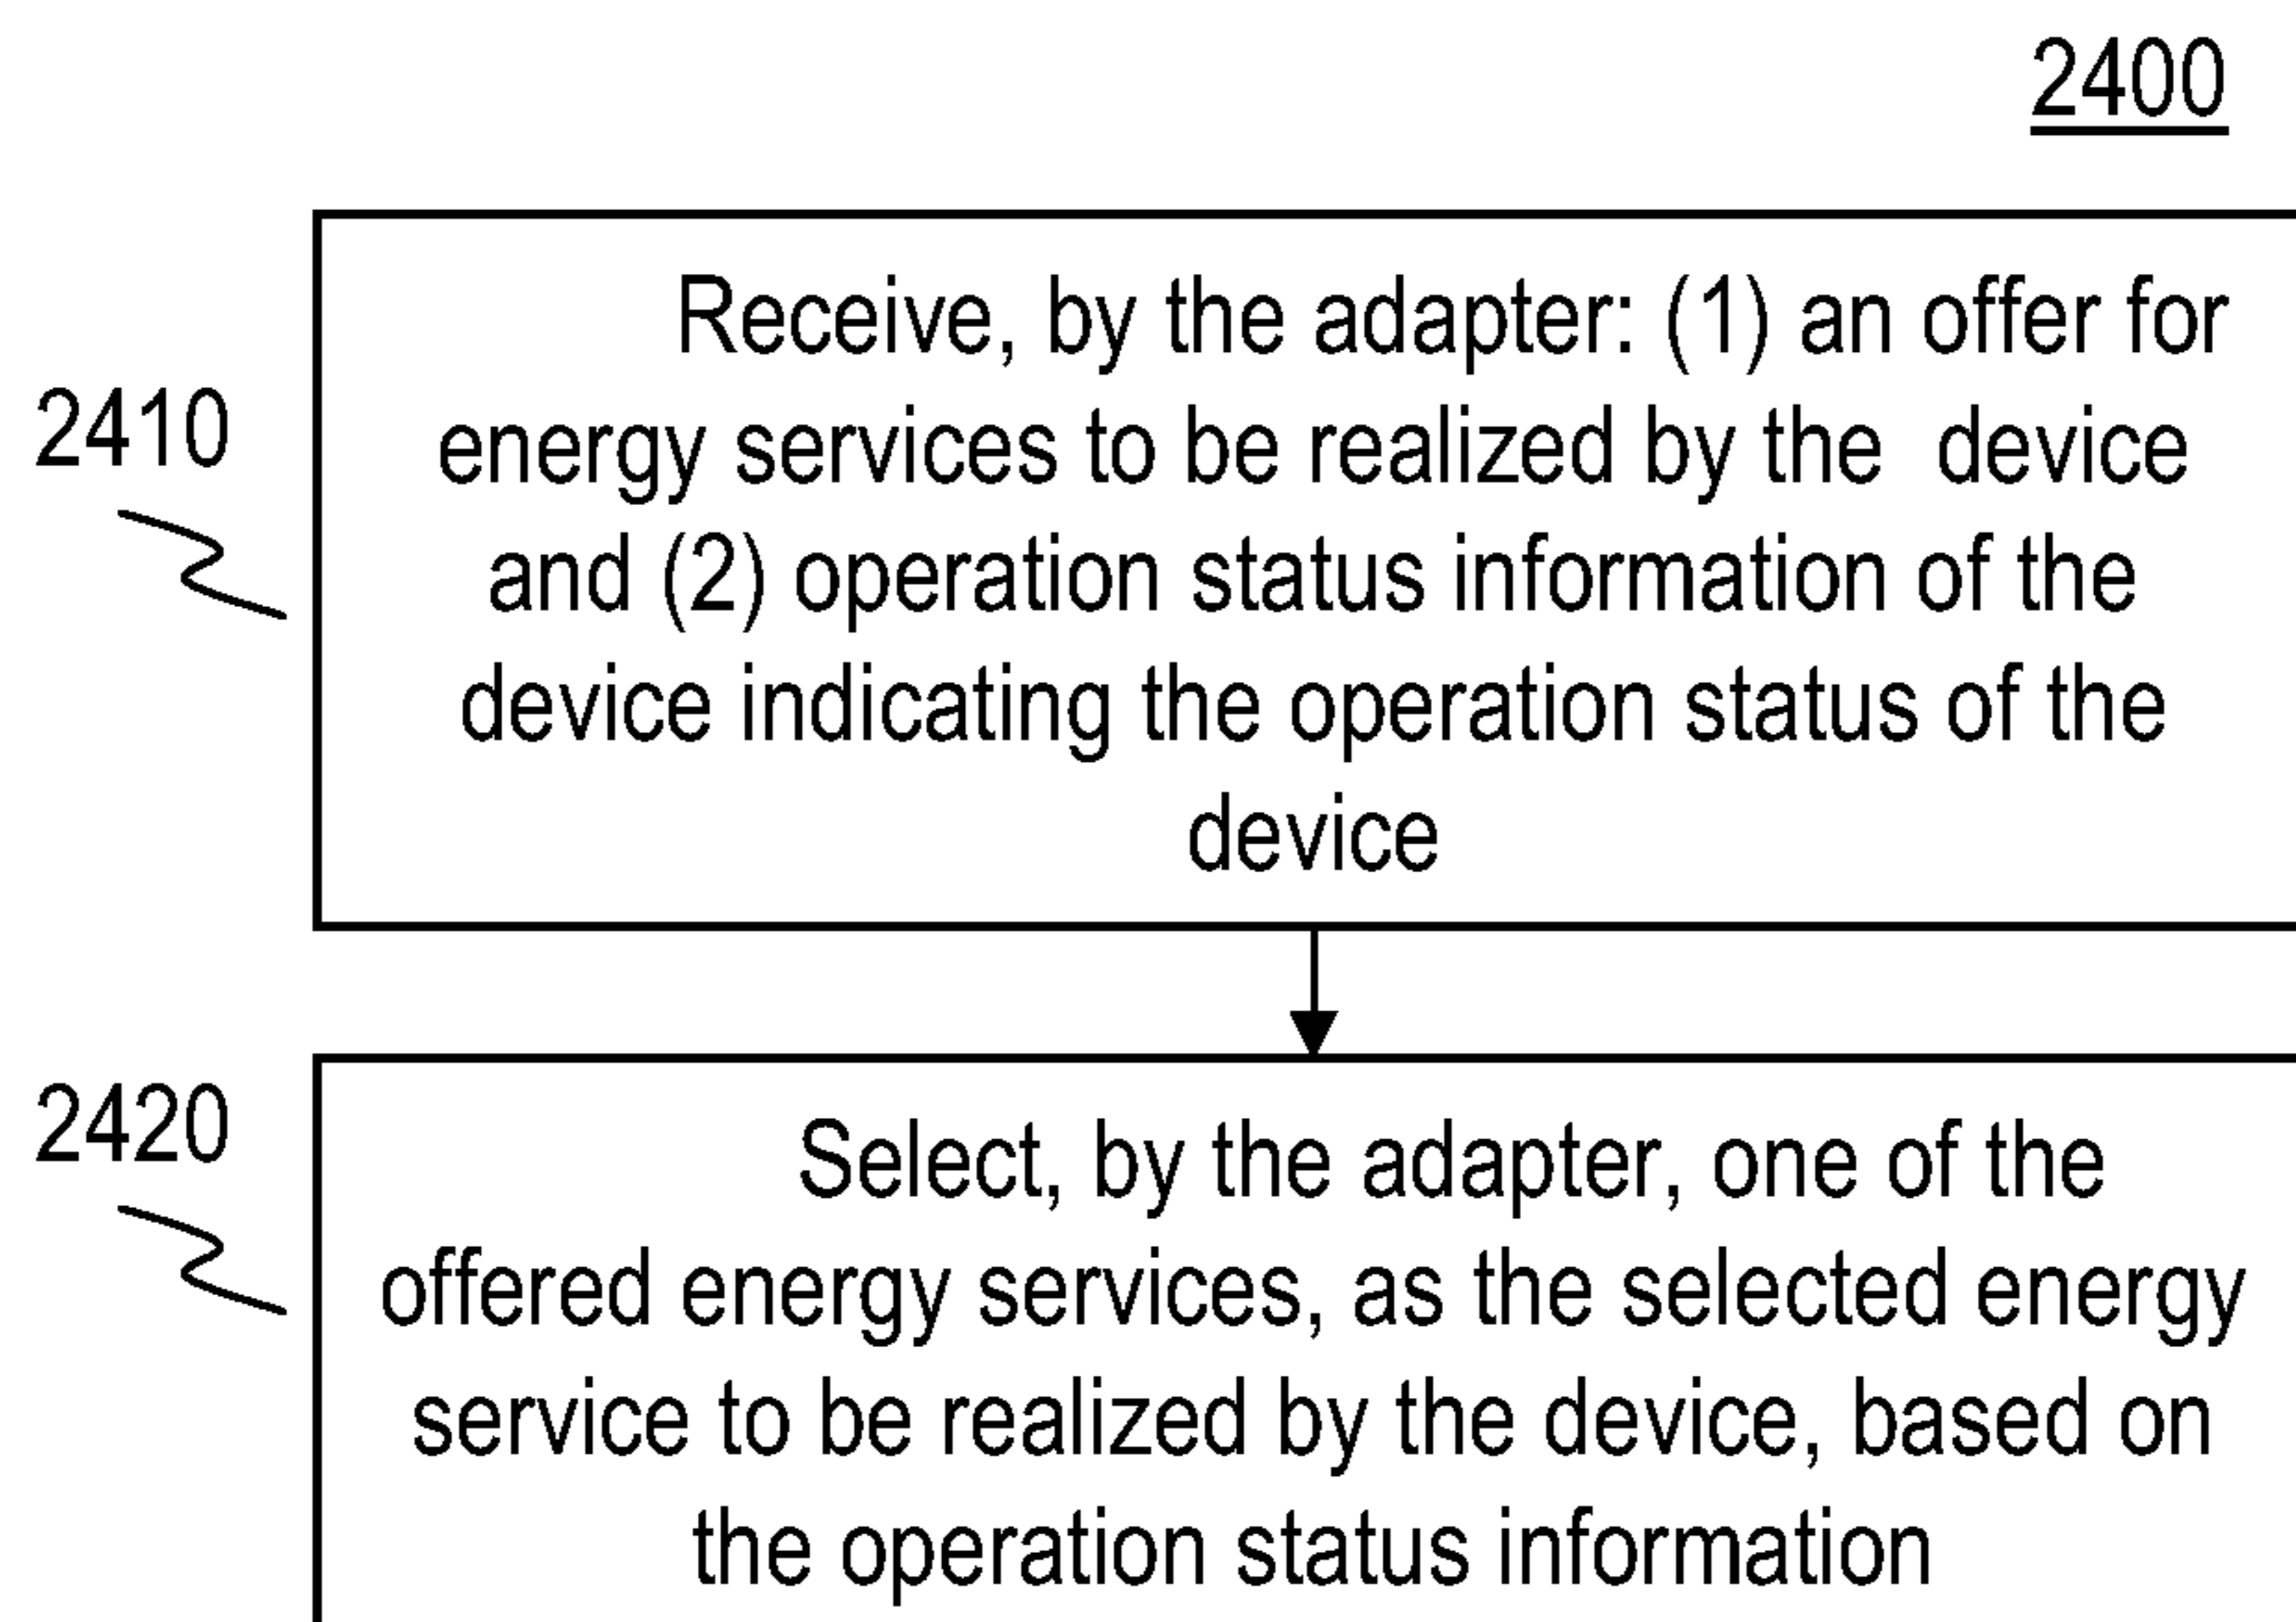 2400
2410
Receive, by the adapter: (1) an offer for
energy services to be realized by the device
and (2) operation status information of the
device indicating the operation status of the
device
2420
Select, by the adapter, one of the
offered energy services, as the selected energy
service to be realized by the device, based on
the operation status information